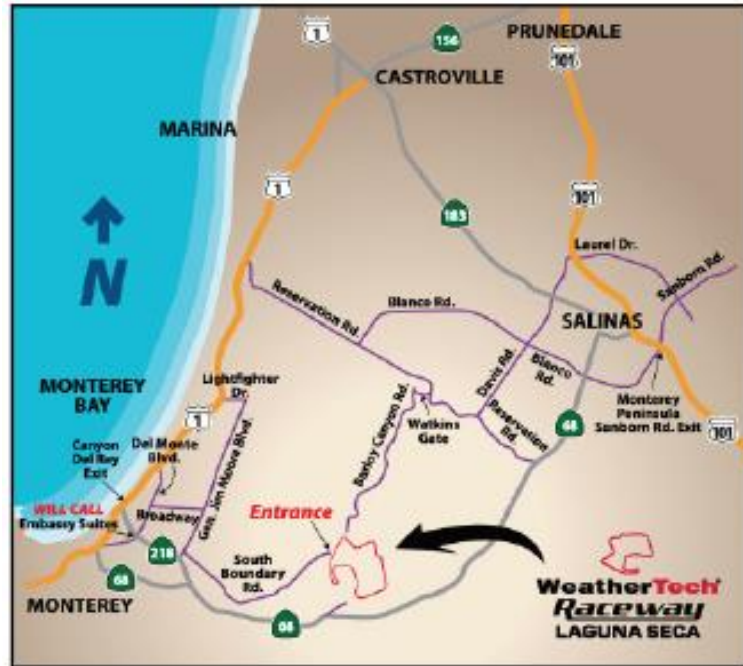 1
156
PRUNEDALE
101
CASTROVILLE
MARINA
1
183
101
N
Laurel Dr.
Sanborn Rd.
Reservation Rd.
Blanco Rd.
SALINAS
Davis Rd.
Blanco
Rd.
MONTEREY
BAY
Lightfighter
Dr.
1
Barloy Canyon Rd.
Watkins
Gate
Reservation
Rd
68
Monterey
Peninsula
Sanborn Rd. Exit
101
Canyon
Del Rey
Exit
Del Monte
Blvd.
Gen. Jim Moore Blvd.
WILL CALL
Embassy Suites
Broadway
Entrance
218
South
Boundary
Rd.
68
MONTEREY
68
WeatherTech®
Raceway
LAGUNA SECA